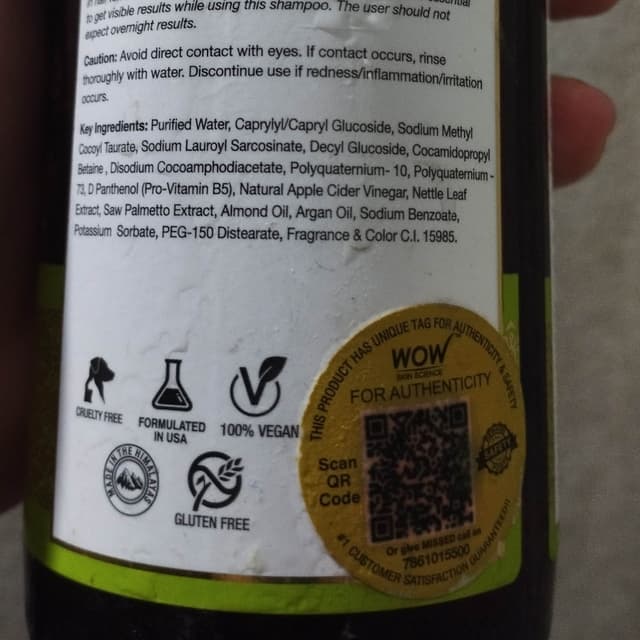 to get visible results while using this shampoo. The user should not
expect overnight results.
Caution: Avoid direct contact with eyes. If contact occurs, rinse
thoroughly with water. Discontinue use if redness/inflammation/irritation
occurs.
Key Ingredients: Purified Water, Caprylyl/Capryl Glucoside, Sodium Methyl
Cocoyl Taurate, Sodium Lauroyl Sarcosinate, Decyl Glucoside, Cocamidopropyl
Betaine, Disodium Cocoamphodiacetate, Polyquaternium- 10, Polyquaternium -
73, D Panthenol (Pro-Vitamin B5), Natural Apple Cider Vinegar, Nettle Leaf
Extract, Saw Palmetto Extract, Almond Oil, Argan Oil, Sodium Benzoate,
Potassium Sorbate, PEG-150 Distearate, Fragrance & Color C.I. 15985.
CRUELTY FREE
FORMULATED
IN USA
100% VEGAN
MADE IN THE HIMALAYAS
GLUTEN FREE
THIS PRODUCT HAS UNIQUE TAG FOR AUTHENTICITY & SAFETY
WOW
SKIN SCIENCE
FOR AUTHENTICITY
Scan
QR
Code
SAFETY
Or give MISSED call on
7861015500
#1 CUSTOMER SATISFACTION GUARANTEED!!